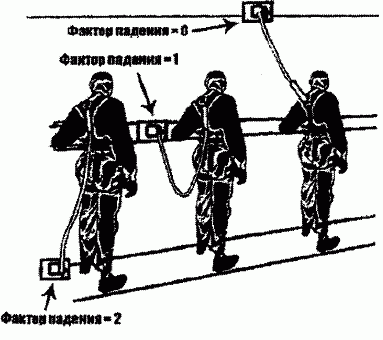 Фактор падения = 0
Фактор падения = 1
Фактор падения = 2